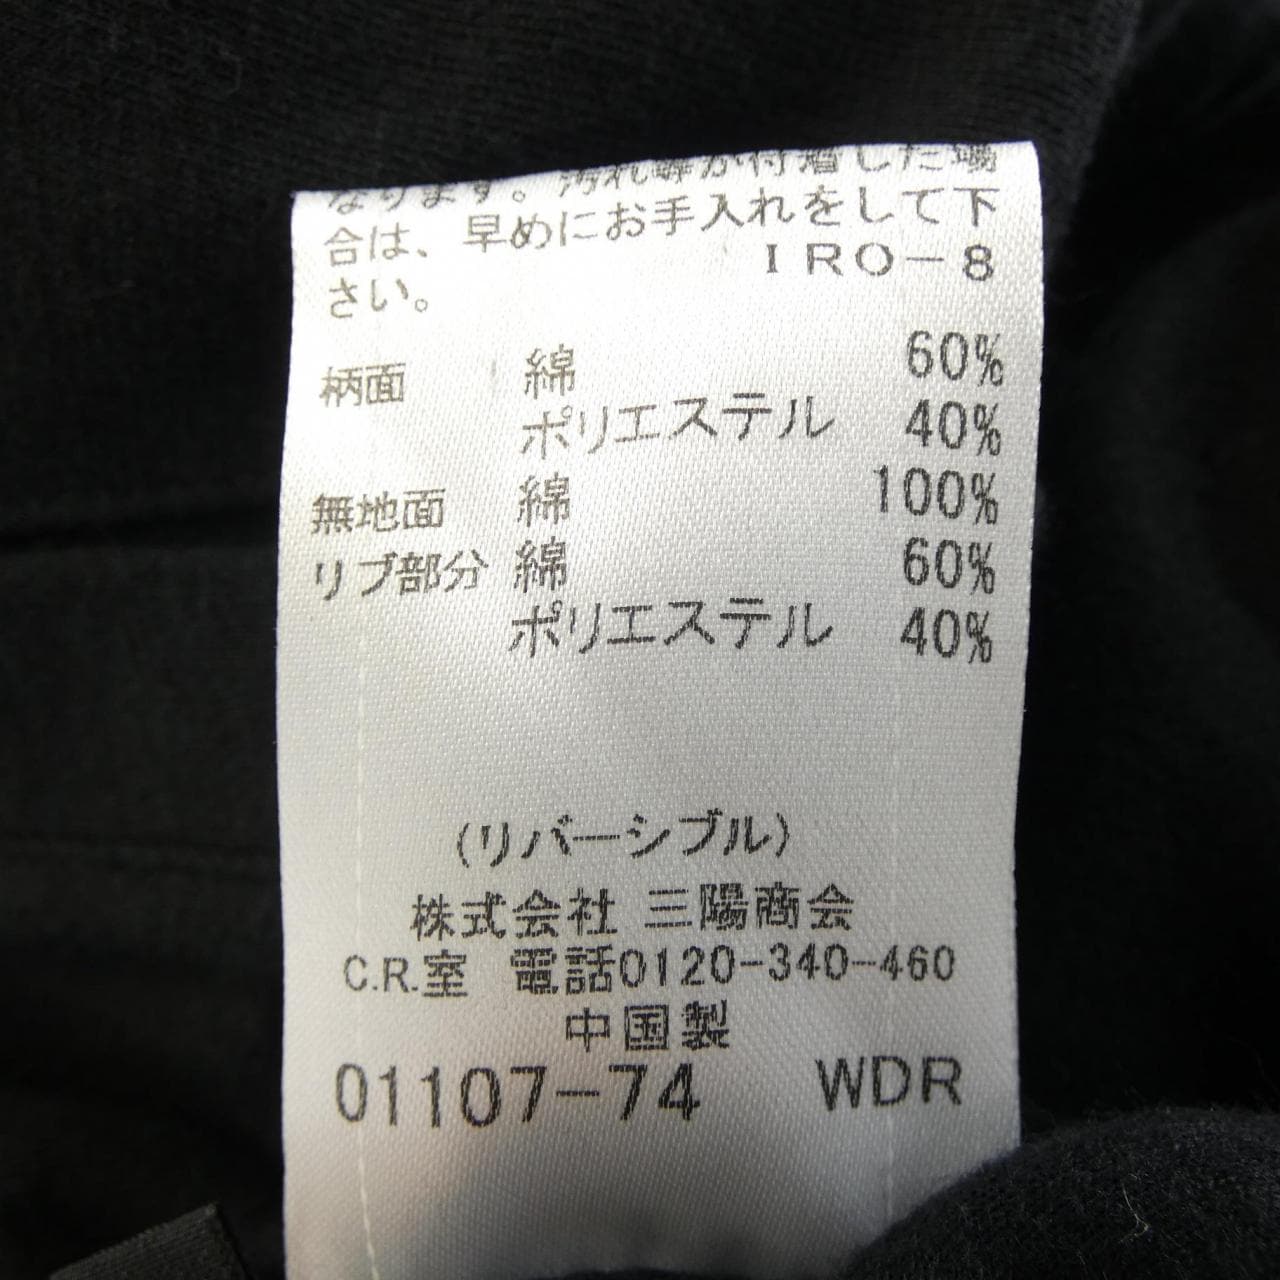 なります。汚れ等が付着した場
合は、早めにお手入れをして下
さい。
IRO-8
柄面 綿 60%
ポリエステル 40%
無地面 綿 100%
リブ部分 綿 60%
ポリエステル 40%
(リバーシブル)
株式会社 三陽商会
C.R.室 電話0120-340-460
中国製
01107-74 WDR